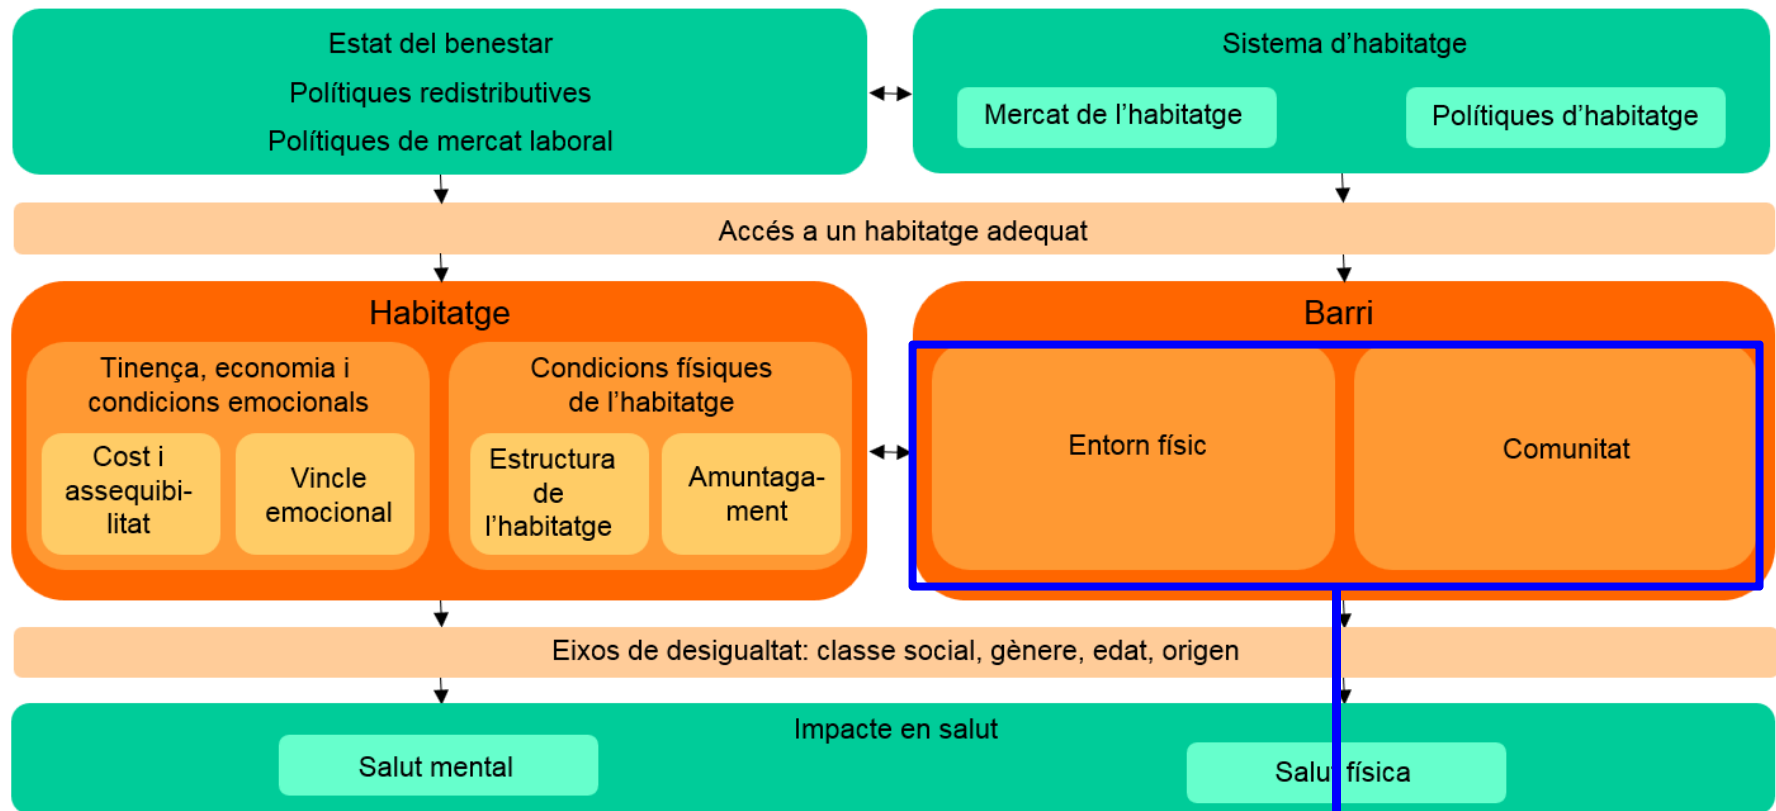 Estat del benestar
Polítiques redistributives
Polítiques de mercat laboral
Sistema d’habitatge
Mercat de l’habitatge
Polítiques d’habitatge
Accés a un habitatge adequat
Habitatge
Tinença, economia i
condicions emocionals
Cost i
assequibi-
litat
Vincle
emocional
Condicions físiques
de l’habitatge
Estructura
de
l’habitatge
Amuntaga-
ment
Barri
Entorn físic
Comunitat
Eixos de desigualtat: classe social, gènere, edat, origen
Impacte en salut
Salut mental
Salut física